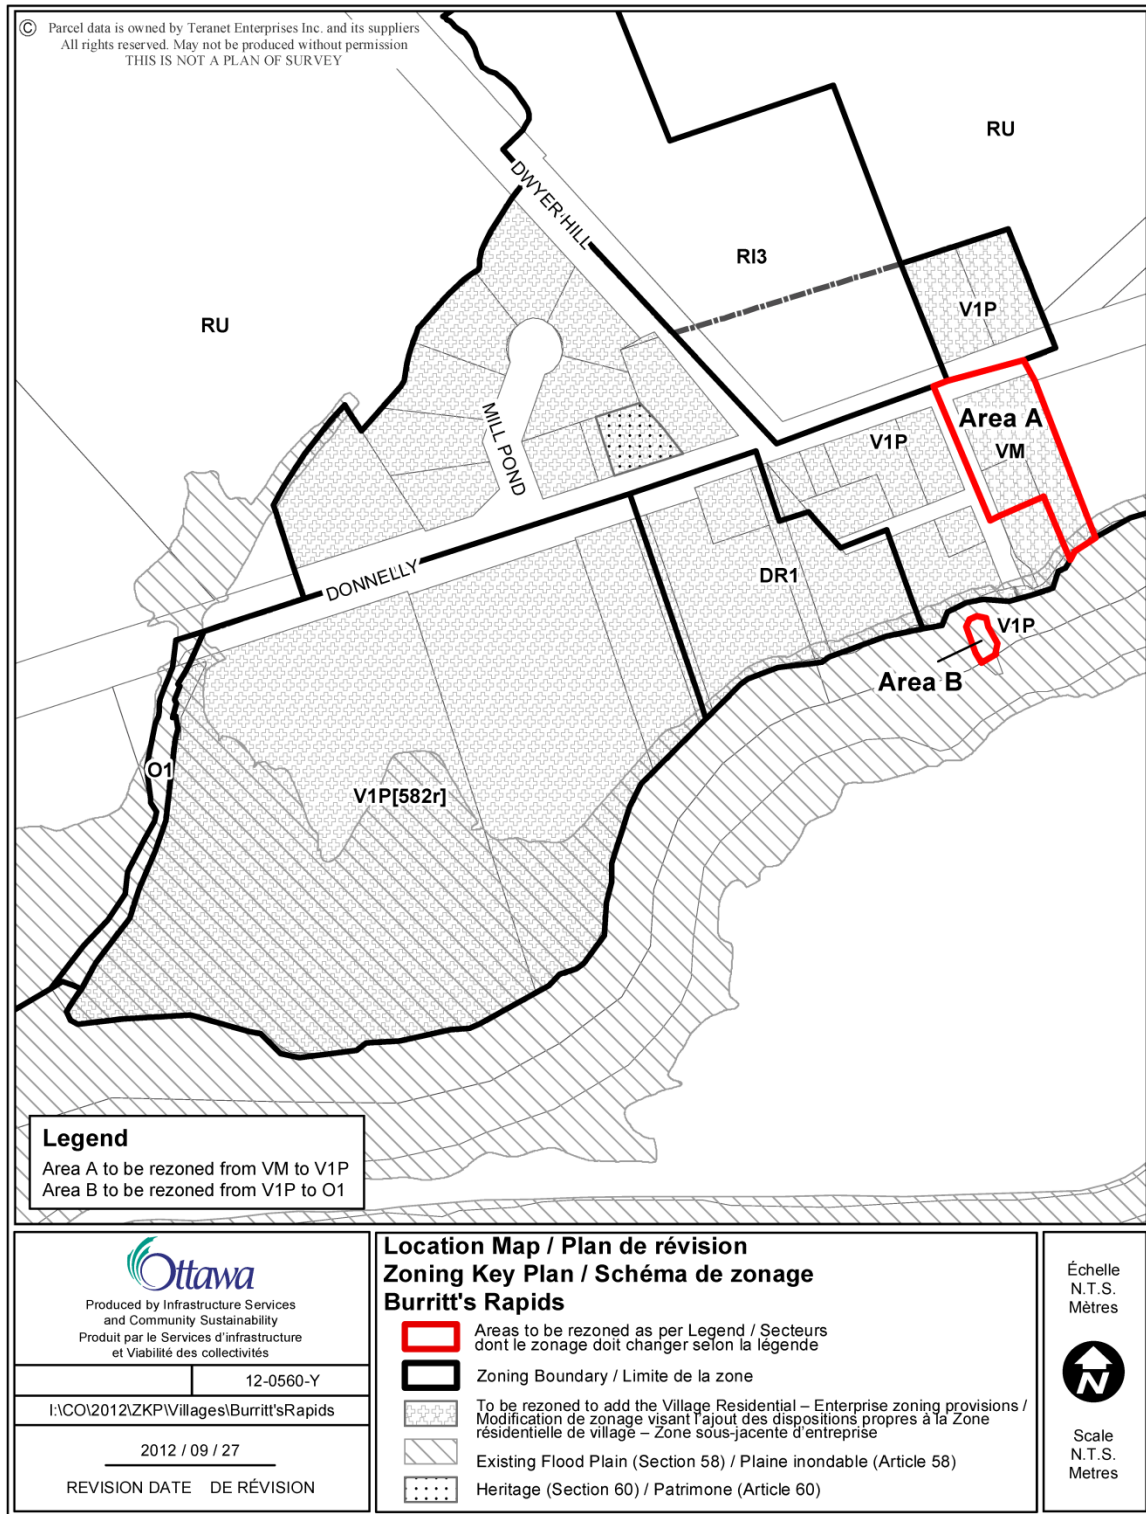 © Parcel data is owned by Teranet Enterprises Inc. and its suppliers
All rights reserved. May not be produced without permission
THIS IS NOT A PLAN OF SURVEY
RU
DWYER HILL
RI3
V1P
RU
Area A
VM
V1P
MILL POND
DR1
DONNELLY
V1P
Area B
O1
V1P[582r]
Legend
Area A to be rezoned from VM to V1P
Area B to be rezoned from V1P to O1
Ottawa
Produced by Infrastructure Services
and Community Sustainability
Produit par le Services d'infrastructure
et Viabilité des collectivités
12-0560-Y
I:\CO\2012\ZKP\Villages\Burritt'sRapids
2012 / 09 / 27
REVISION DATE DE RÉVISION
Location Map / Plan de révision
Zoning Key Plan / Schéma de zonage
Burritt's Rapids
Areas to be rezoned as per Legend / Secteurs
dont le zonage doit changer selon la légende
Zoning Boundary / Limite de la zone
To be rezoned to add the Village Residential – Enterprise zoning provisions /
Modification de zonage visant l'ajout des dispositions propres à la Zone
résidentielle de village – Zone sous-jacente d'entreprise
Existing Flood Plain (Section 58) / Plaine inondable (Article 58)
Heritage (Section 60) / Patrimone (Article 60)
Échelle
N.T.S.
Mètres
N
Scale
N.T.S.
Metres